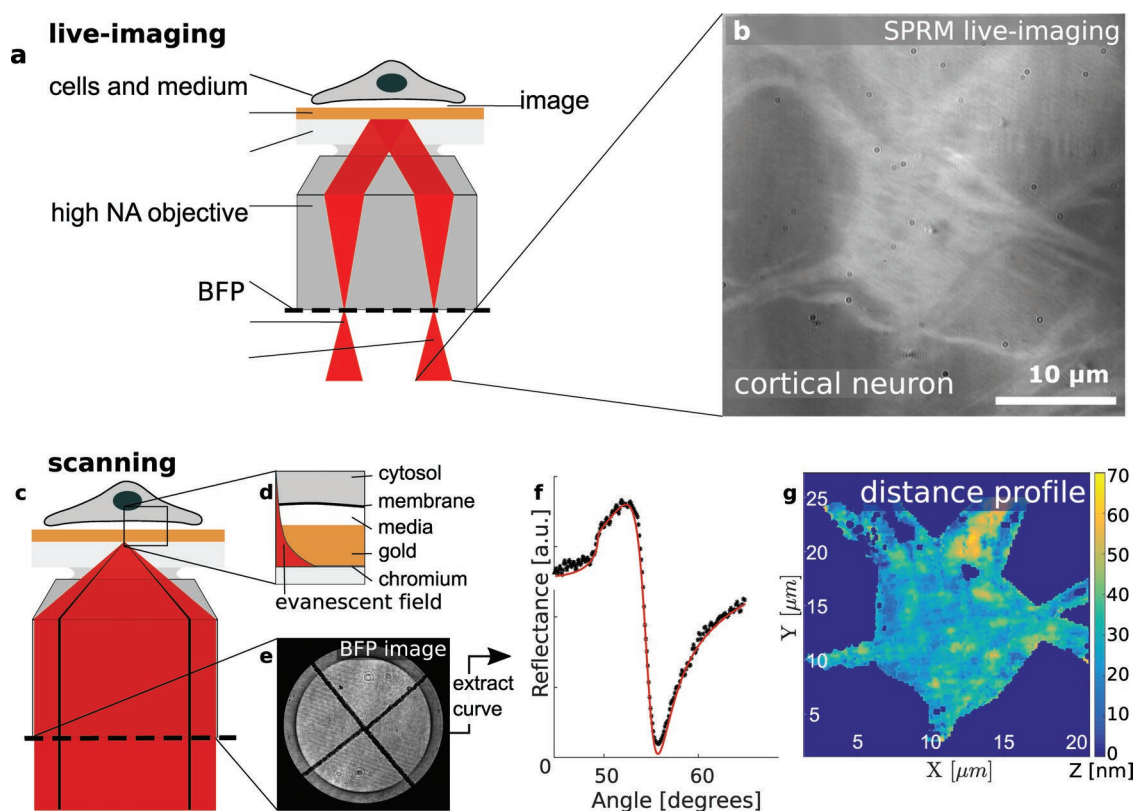 live-imaging
a
cells and medium
image
high NA objective
BFP
b
SPRM live-imaging
cortical neuron
10 μm
scanning
c
d
cytosol
membrane
media
gold
chromium
evanescent field
e
BFP image
extract
curve
f
Reflectance [a.u.]
0
50
60
Angle [degrees]
g
distance profile
25
20
15
10
5
Y [μm]
5
10
15
20
X [μm]
70
60
50
40
30
20
10
0
Z [nm]